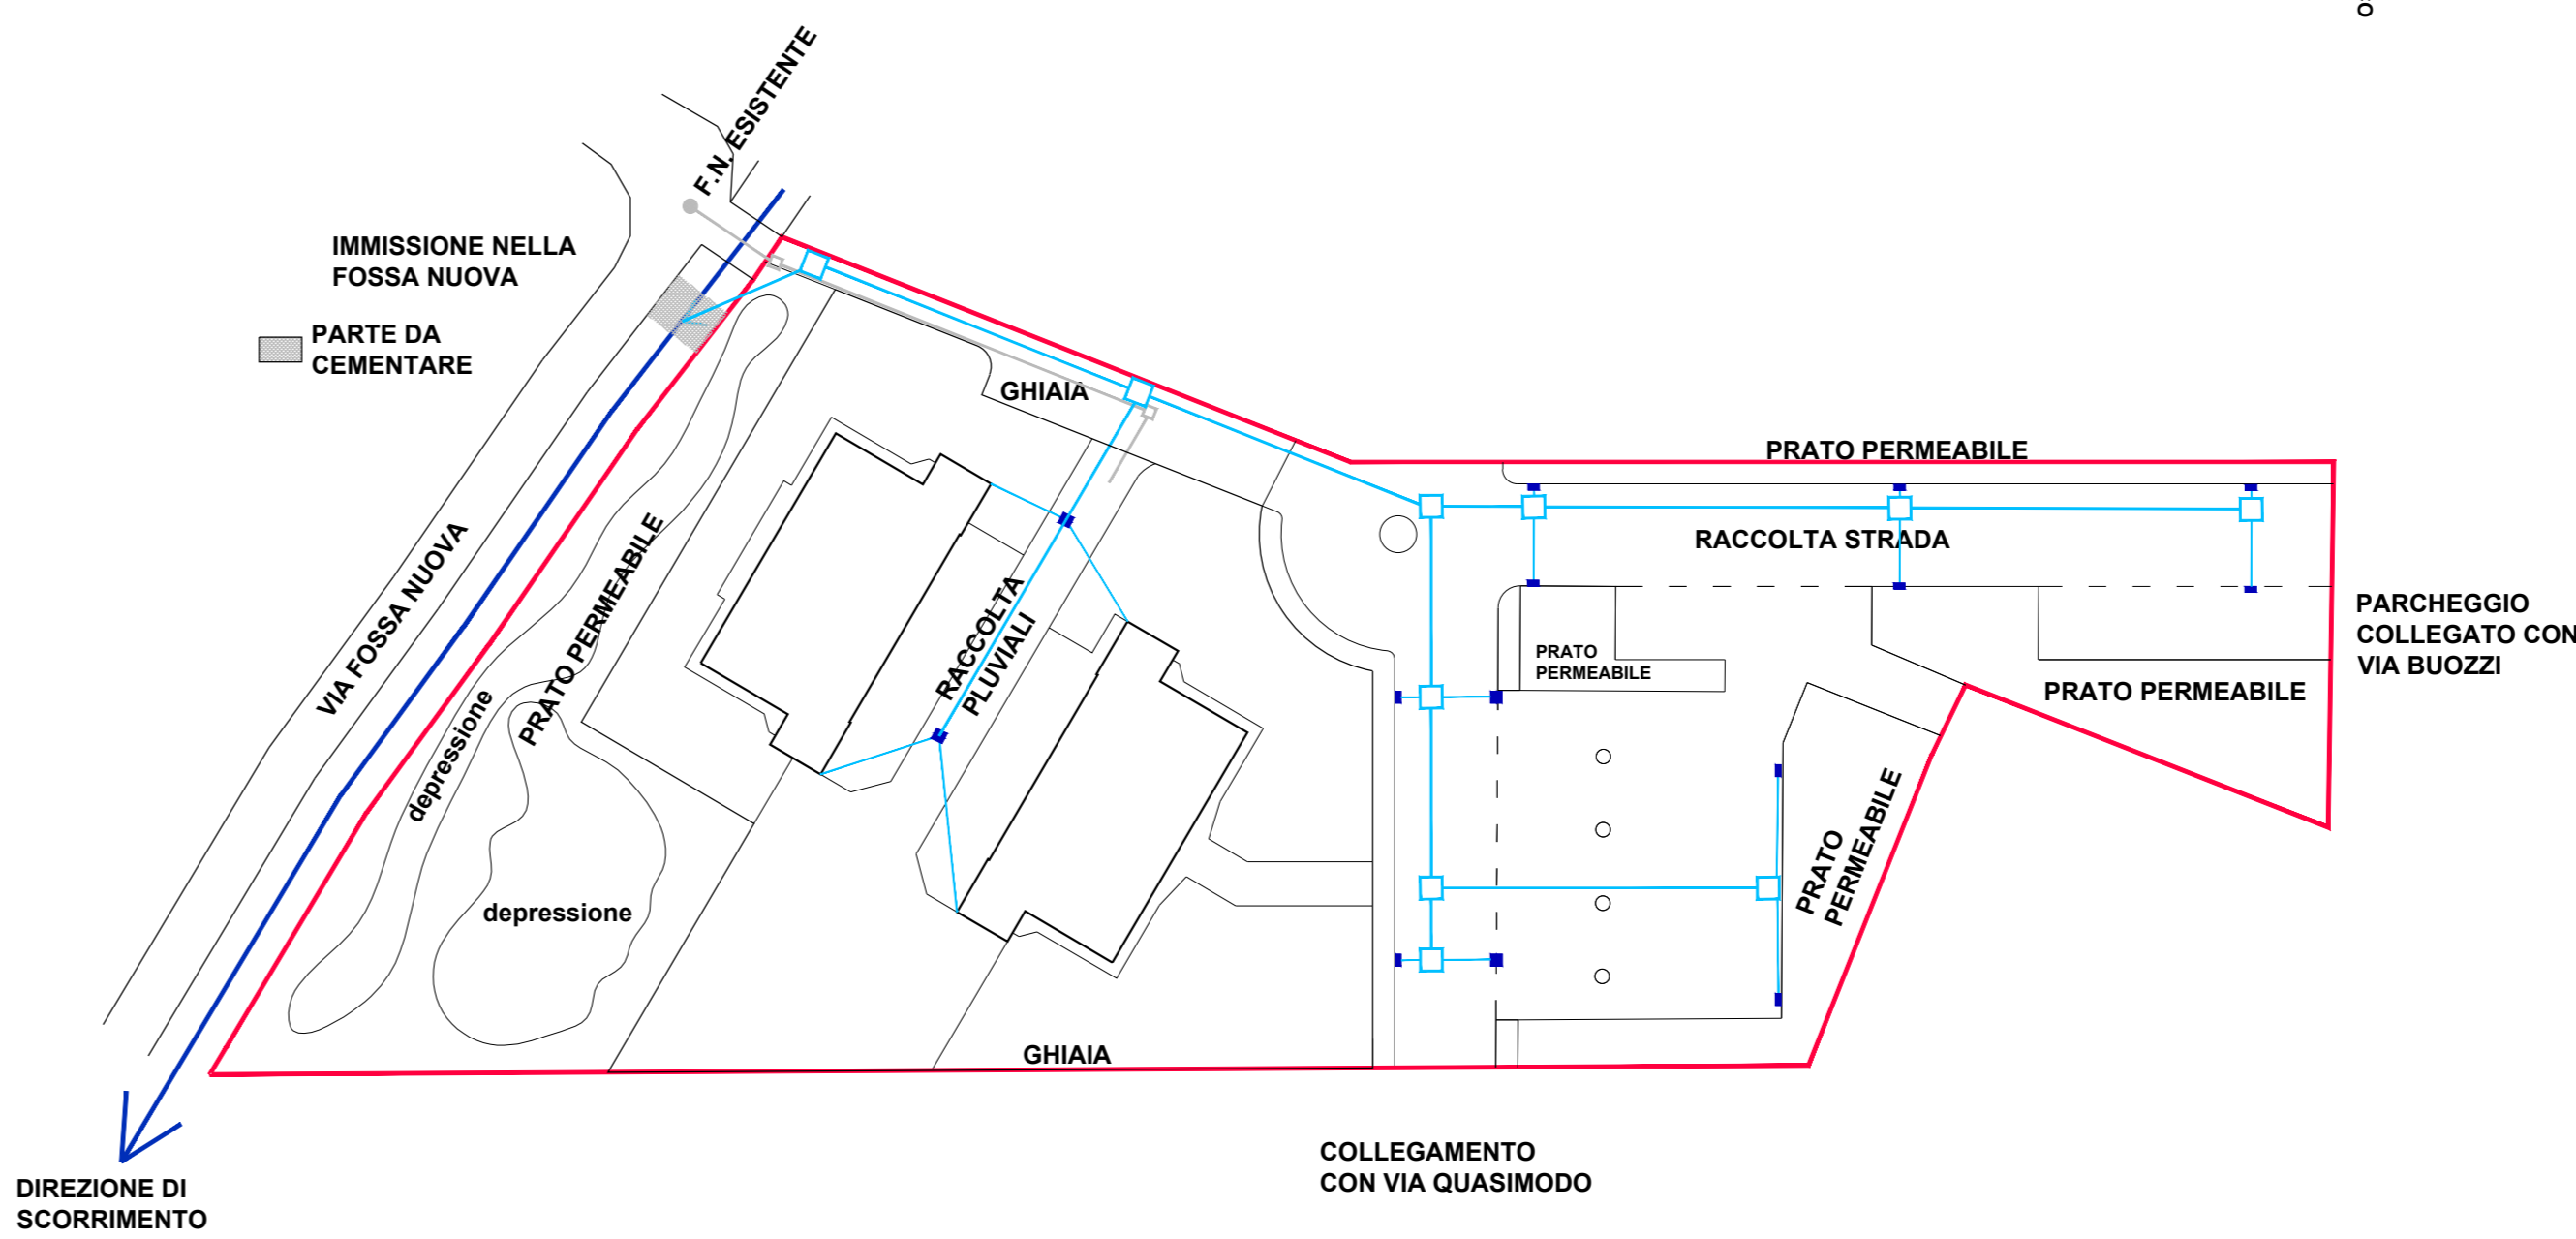 F.N. ESISTENTE
IMMISSIONE NELLA
FOSSA NUOVA
PARTE DA
CEMENTARE
GHIAIA
PRATO PERMEABILE
RACCOLTA STRADA
VIA FOSSA NUOVA
PRATO PERMEABILE
depressione
RACCOLTA
PLUVIALI
PRATO
PERMEABILE
PARCHEGGIO
COLLEGATO CON
VIA BUOZZI
PRATO PERMEABILE
PRATO
PERMEABILE
depressione
GHIAIA
COLLEGAMENTO
CON VIA QUASIMODO
DIREZIONE DI
SCORRIMENTO